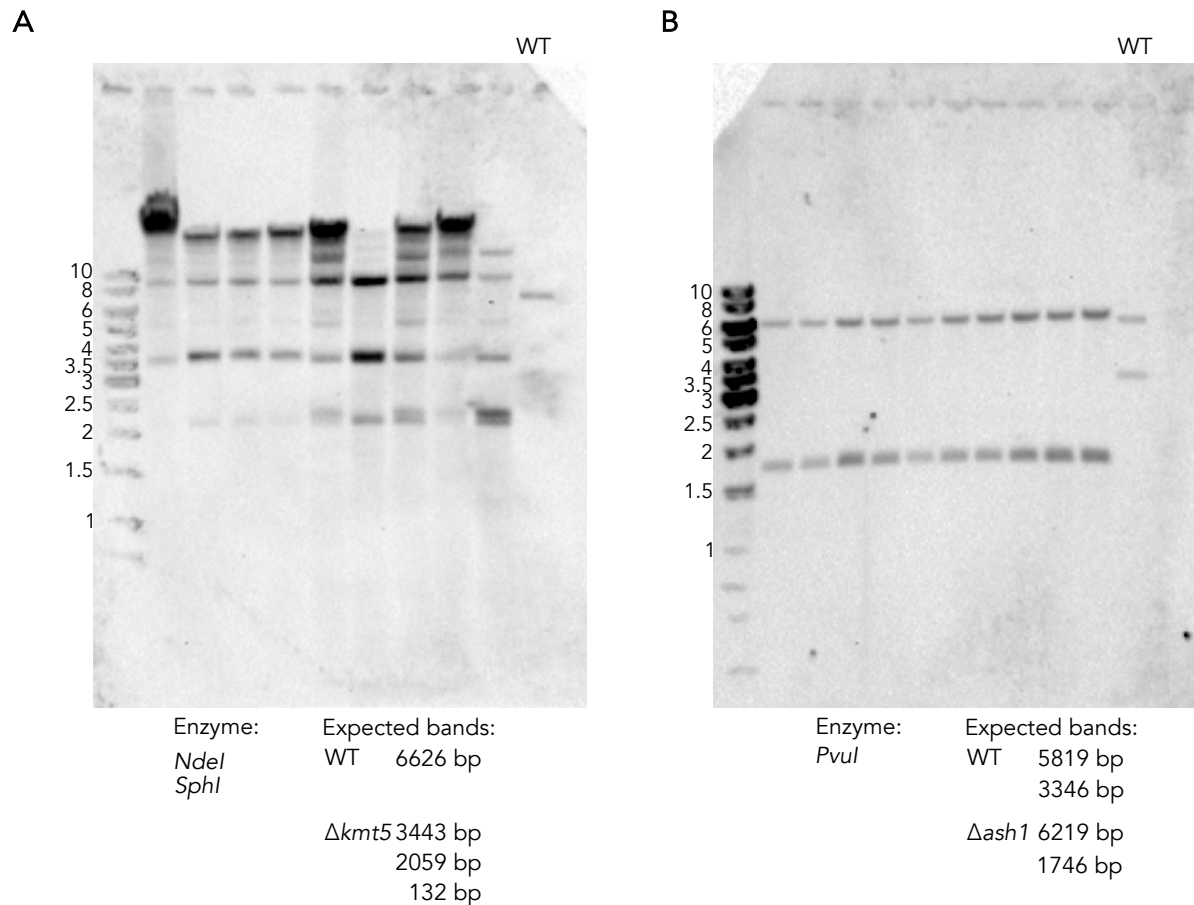 A
WT
10
8
6
5
4
3.5
3
2.5
2
1.5
1
Enzyme:
NdeI
SphI
Expected bands:
WT 6626 bp
Δkmt5 3443 bp
2059 bp
132 bp
B
WT
10
8
6
5
4
3.5
3
2.5
2
1.5
1
Enzyme:
PvuI
Expected bands:
WT 5819 bp
3346 bp
Δash1 6219 bp
1746 bp